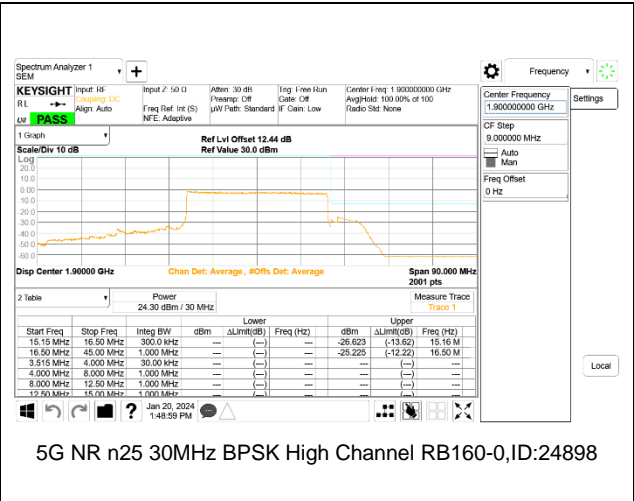 Spectrum Analyzer 1
SEM
+
Frequency
KEYSIGHT
RL
PASS
Input: RF
Coupling: DC
Align: Auto
Input Z: 50 Ω
Freq Ref: Int (S)
NFE: Adaptive
Atten: 30 dB
Preamp: Off
µW Path: Standard
Trig: Free Run
Gate: Off
IF Gain: Low
Center Freq: 1.900000000 GHz
Avg|Hold: 100.00% of 100
Radio Std: None
Center Frequency
1.900000000 GHz
Settings
CF Step
9.000000 MHz
Auto
Man
Freq Offset
0 Hz
Local
1 Graph
Scale/Div 10 dB
Ref Lvl Offset 12.44 dB
Ref Value 30.0 dBm
Log
20.0
10.0
0.00
-10.0
-20.0
-30.0
-40.0
-50.0
-60.0
Disp Center 1.90000 GHz
Chan Det: Average, #Offs Det: Average
Span 90.000 MHz
2001 pts
2 Table
Power
24.30 dBm / 30 MHz
Measure Trace
Trace 1
Lower Upper
Start Freq Stop Freq Integ BW dBm ΔLimit(dB) Freq (Hz) dBm ΔLimit(dB) Freq (Hz)
15.15 MHz 16.50 MHz 300.0 kHz --- (---) --- -26.623 (-13.62) 15.16 M
16.50 MHz 45.00 MHz 1.000 MHz --- (---) --- -25.225 (-12.22) 16.50 M
3.515 MHz 4.000 MHz 30.00 kHz --- (---) --- --- (---) ---
4.000 MHz 8.000 MHz 1.000 MHz --- (---) --- --- (---) ---
8.000 MHz 12.50 MHz 1.000 MHz --- (---) --- --- (---) ---
12.50 MHz 15.00 MHz 1.000 MHz --- (---) --- --- (---) ---
?
Jan 20, 2024
1:48:59 PM
5G NR n25 30MHz BPSK High Channel RB160-0,ID:24898